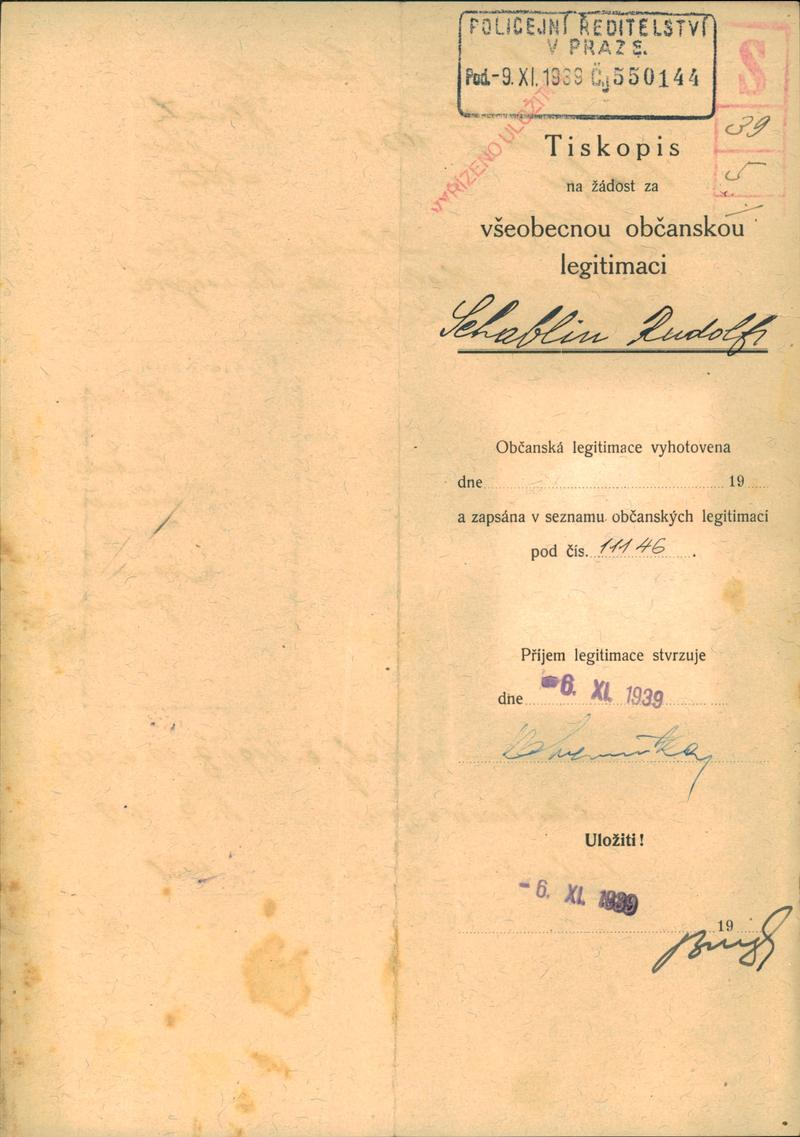 POLICEJNÍ ŘEDITELSTVÍ
V PRAZE.
Pod.-9. XI. 1939 Čj 550144
S
39
5
VYŘÍZENO ULOŽIT
Tiskopis
na žádost za
všeobecnou občanskou
legitimaci
Schablin Rudolf
Občanská legitimace vyhotovena
dne 19
a zapsána v seznamu občanských legitimací
pod čís. 11146 .
Příjem legitimace stvrzuje
dne -6. XI. 1939
Uložiti!
-6. XI. 1939
19